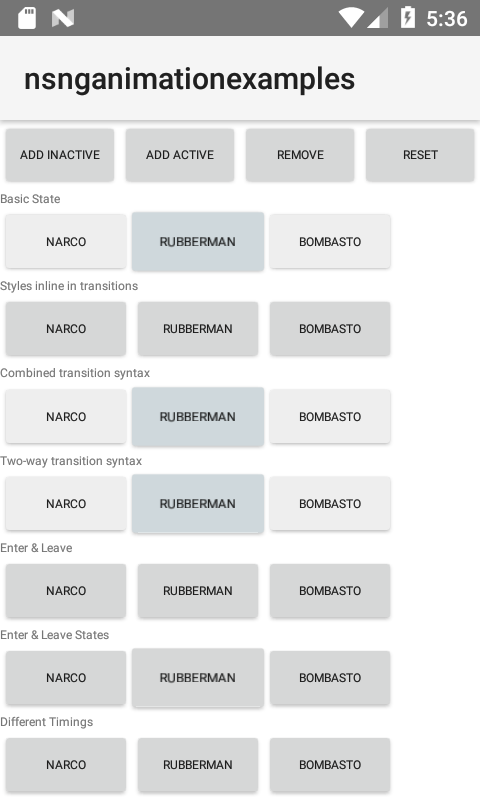 5:36
nsnganimationexamples
ADD INACTIVE ADD ACTIVE REMOVE RESET
Basic State
NARCO RUBBERMAN BOMBASTO
Styles inline in transitions
NARCO RUBBERMAN BOMBASTO
Combined transition syntax
NARCO RUBBERMAN BOMBASTO
Two-way transition syntax
NARCO RUBBERMAN BOMBASTO
Enter & Leave
NARCO RUBBERMAN BOMBASTO
Enter & Leave States
NARCO RUBBERMAN BOMBASTO
Different Timings
NARCO RUBBERMAN BOMBASTO